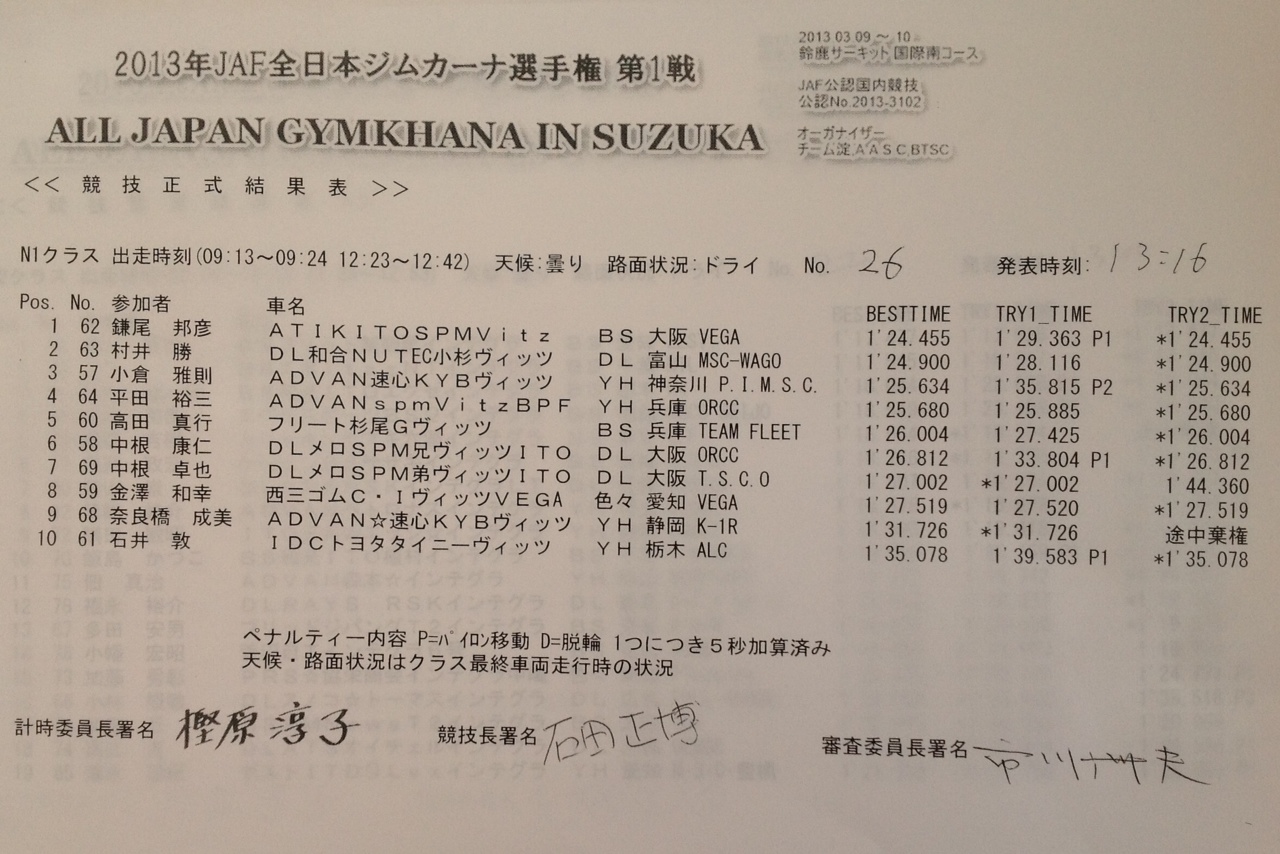 2013年JAF全日本ジムカーナ選手権 第1戦
ALL JAPAN GYMKHANA IN SUZUKA
2013 03 09 ～ 10
鈴鹿サーキット 国際南コース
JAF公認国内競技
公認No.2013-3102
オーガナイザー
チーム淀,A A S C,BTSC
<< 競 技 正 式 結 果 表 >>
N1クラス 出走時刻(09:13～09:24 12:23～12:42) 天候:曇り 路面状況:ドライ No. 26 発表時刻: 13:16
Pos. No. 参加者 車名 BESTTIME TRY1_TIME TRY2_TIME
1 62 鎌尾 邦彦 ATIKITOSPMVitz BS 大阪 VEGA 1'24.455 1'29.363 P1 *1'24.455
2 63 村井 勝 DL和合NUTEC小杉ヴィッツ DL 富山 MSC-WAGO 1'24.900 1'28.116 *1'24.900
3 57 小倉 雅則 ADVAN速心KYBヴィッツ YH 神奈川 P.I.M.S.C. 1'25.634 1'35.815 P2 *1'25.634
4 64 平田 裕三 ADVANspmVitzBPF YH 兵庫 ORCC 1'25.680 1'25.885 *1'25.680
5 60 高田 真行 フリート杉尾Gヴィッツ BS 兵庫 TEAM FLEET 1'26.004 1'27.425 *1'26.004
6 58 中根 康仁 DLメロSPM兄ヴィッツITO DL 大阪 ORCC 1'26.812 1'33.804 P1 *1'26.812
7 69 中根 卓也 DLメロSPM弟ヴィッツITO DL 大阪 T.S.C.O 1'27.002 *1'27.002 1'44.360
8 59 金澤 和幸 西三ゴムC・IヴィッツVEGA 色々 愛知 VEGA 1'27.519 1'27.520 *1'27.519
9 68 奈良橋 成美 ADVAN☆速心KYBヴィッツ YH 静岡 K-1R 1'31.726 *1'31.726 途中棄権
10 61 石井 敦 IDCトヨタタイニーヴィッツ YH 栃木 ALC 1'35.078 1'39.583 P1 *1'35.078
ペナルティー内容 P=ﾊﾟｲﾛﾝ移動 D=脱輪 1つにつき５秒加算済み
天候・路面状況はクラス最終車両走行時の状況
計時委員長署名 樫原淳子 競技長署名 石田正博 審査委員長署名